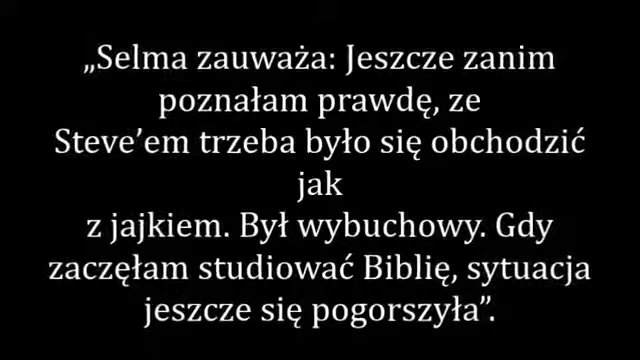 „Selma zauważa: Jeszcze zanim
poznałam prawdę, ze
Steve’em trzeba było się obchodzić
jak
z jajkiem. Był wybuchowy. Gdy
zaczęłam studiować Biblię, sytuacja
jeszcze się pogorszyła”.